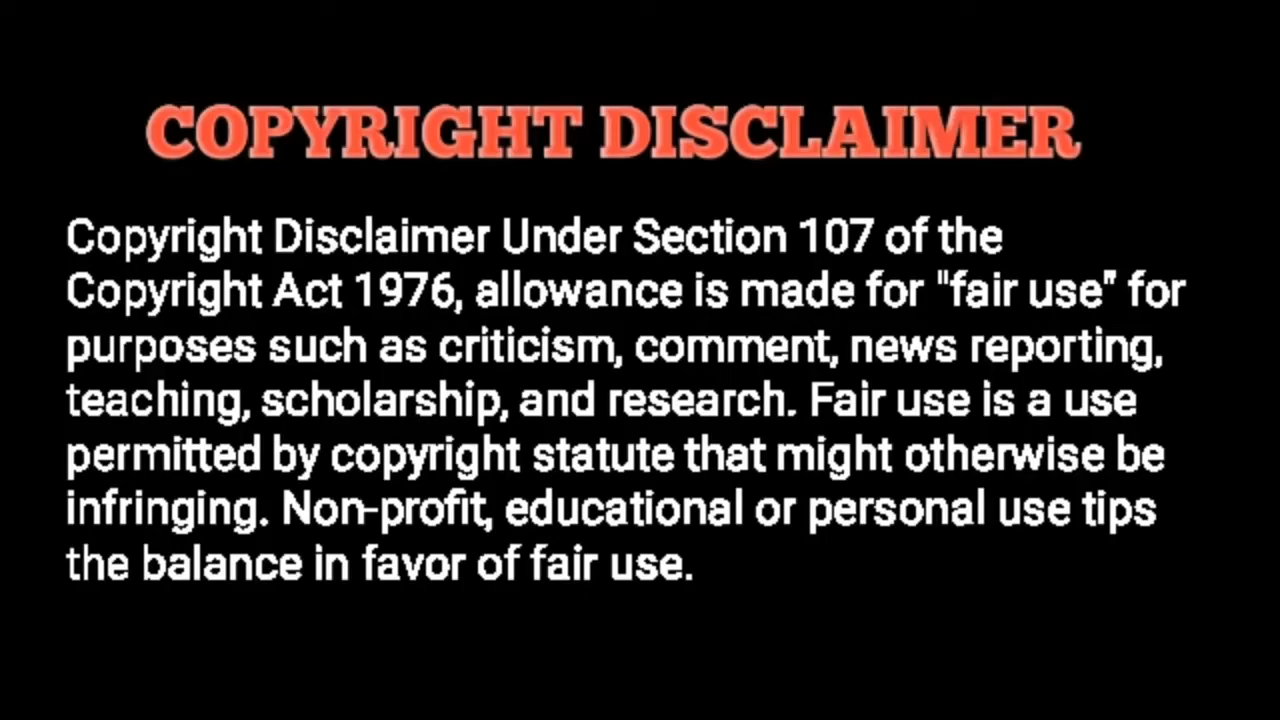 COPYRIGHT DISCLAIMER
Copyright Disclaimer Under Section 107 of the
Copyright Act 1976, allowance is made for "fair use" for
purposes such as criticism, comment, news reporting,
teaching, scholarship, and research. Fair use is a use
permitted by copyright statute that might otherwise be
infringing. Non-profit, educational or personal use tips
the balance in favor of fair use.